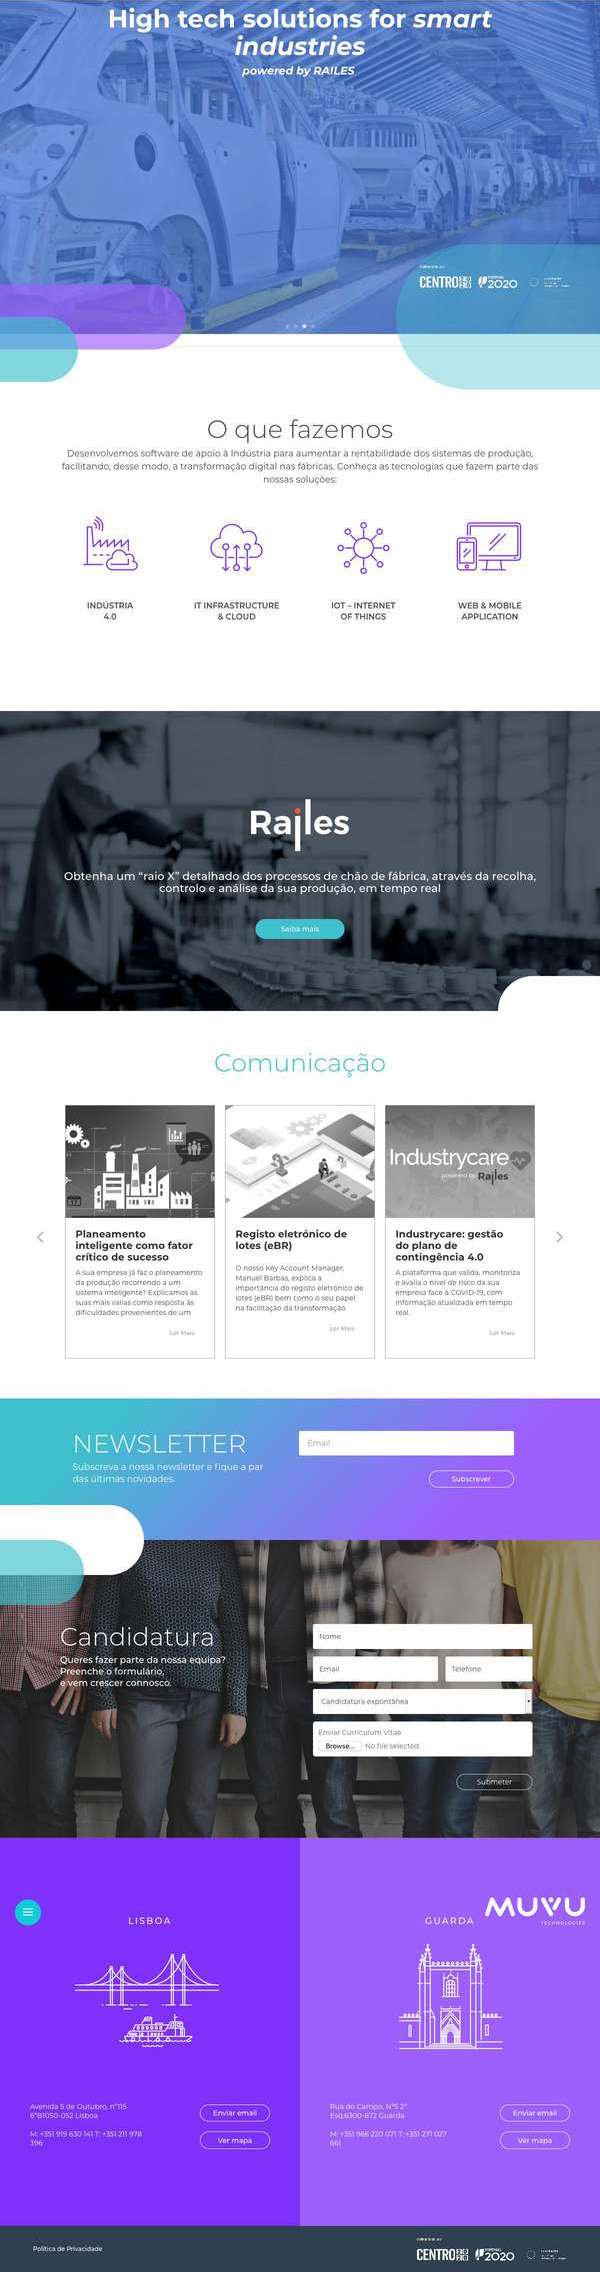 High tech solutions for smart
industries
powered by RAILES
CENTRO 2020
PORTUGAL 2020
O que fazemos
Desenvolvemos software de apoio à Indústria para aumentar a rentabilidade dos sistemas de produção,
facilitando, desse modo, a transformação digital nas fábricas. Conheça as tecnologias que fazem parte das
nossas soluções:
INDÚSTRIA
4.0
IT INFRASTRUCTURE
& CLOUD
IOT – INTERNET
OF THINGS
WEB & MOBILE
APPLICATION
Railes
Obtenha um “raio X” detalhado dos processos de chão de fábrica, através da recolha,
controlo e análise da sua produção, em tempo real
Saiba mais
Comunicação
Planeamento
inteligente como fator
crítico de sucesso
A sua empresa já faz o planeamento
da produção recorrendo a um
sistema inteligente? Explicamos as
suas mais valias como resposta às
dificuldades provenientes de um
Ler Mais
Registo eletrónico de
lotes (eBR)
O nosso Key Account Manager,
Manuel Barbas, explica a
importância do registo eletrónico de
lotes (eBR) bem como o seu papel
na facilitação da transformação
Ler Mais
Industrycare
powered by Railes
Industrycare: gestão
do plano de
contingência 4.0
A plataforma que valida, monitoriza
e avalia o nível de risco da sua
empresa face à COVID-19, com
informação atualizada em tempo
real.
Ler Mais
NEWSLETTER
Subscreva a nossa newsletter e fique a par
das últimas novidades.
Email
Subscrever
Candidatura
Queres fazer parte da nossa equipa?
Preenche o formulário,
e vem crescer connosco.
Nome
Email
Telefone
Candidatura expontânea
Enviar Curriculum Vitae
Browse... No file selected.
Submeter
LISBOA
GUARDA
MUVU
TECHNOLOGIES
Avenida 5 de Outubro, nº115
6ºB1050-052 Lisboa
M: +351 919 630 141 T: +351 211 978
396
Enviar email
Ver mapa
Rua do Campo, Nº5 2º
Esq.6300-672 Guarda
M: +351 966 220 071 T: +351 271 027
661
Enviar email
Ver mapa
Política de Privacidade
CENTRO 2020
PORTUGAL 2020